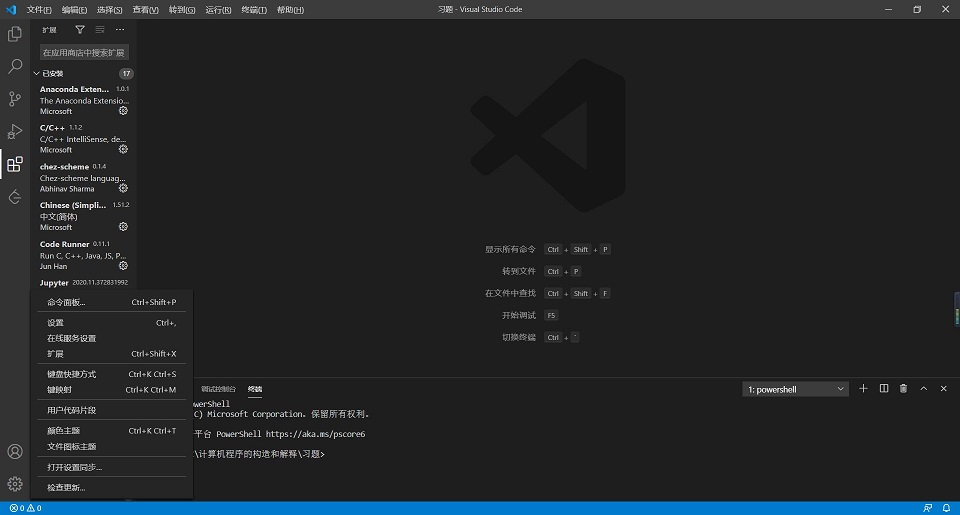 文件(F) 编辑(E) 选择(S) 查看(V) 转到(G) 运行(R) 终端(T) 帮助(H) 习题 - Visual Studio Code
扩展
在应用商店中搜索扩展
已安装 17
Anaconda Exten... 1.0.1
The Anaconda Extensio...
Microsoft
C/C++ 1.1.2
C/C++ IntelliSense, de...
Microsoft
chez-scheme 0.1.4
Chez-scheme languag...
Abhinav Sharma
Chinese (Simpli... 1.51.2
中文(简体)
Microsoft
Code Runner 0.11.1
Run C, C++, Java, JS, P...
Jun Han
Jupyter 2020.11.372831992
命令面板... Ctrl+Shift+P
设置 Ctrl+,
在线服务设置
扩展 Ctrl+Shift+X
键盘快捷方式 Ctrl+K Ctrl+S
键映射 Ctrl+K Ctrl+M
用户代码片段
颜色主题 Ctrl+K Ctrl+T
文件图标主题
打开设置同步...
检查更新...
显示所有命令 Ctrl + Shift + P
转到文件 Ctrl + P
在文件中查找 Ctrl + Shift + F
开始调试 F5
切换终端 Ctrl + `
调试控制台 终端 1: powershell
werShell
C) Microsoft Corporation。保留所有权利。
平台 PowerShell https://aka.ms/pscore6
\计算机程序的构造和解释\习题>
0 0